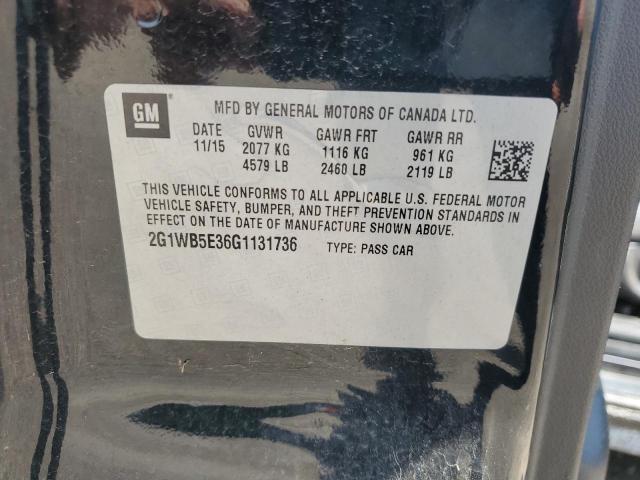 GM MFD BY GENERAL MOTORS OF CANADA LTD.
DATE GVWR GAWR FRT GAWR RR
11/15 2077 KG 1116 KG 961 KG
4579 LB 2460 LB 2119 LB
THIS VEHICLE CONFORMS TO ALL APPLICABLE U.S. FEDERAL MOTOR
VEHICLE SAFETY, BUMPER, AND THEFT PREVENTION STANDARDS IN
EFFECT ON THE DATE OF MANUFACTURE SHOWN ABOVE.
2G1WB5E36G1131736 TYPE: PASS CAR